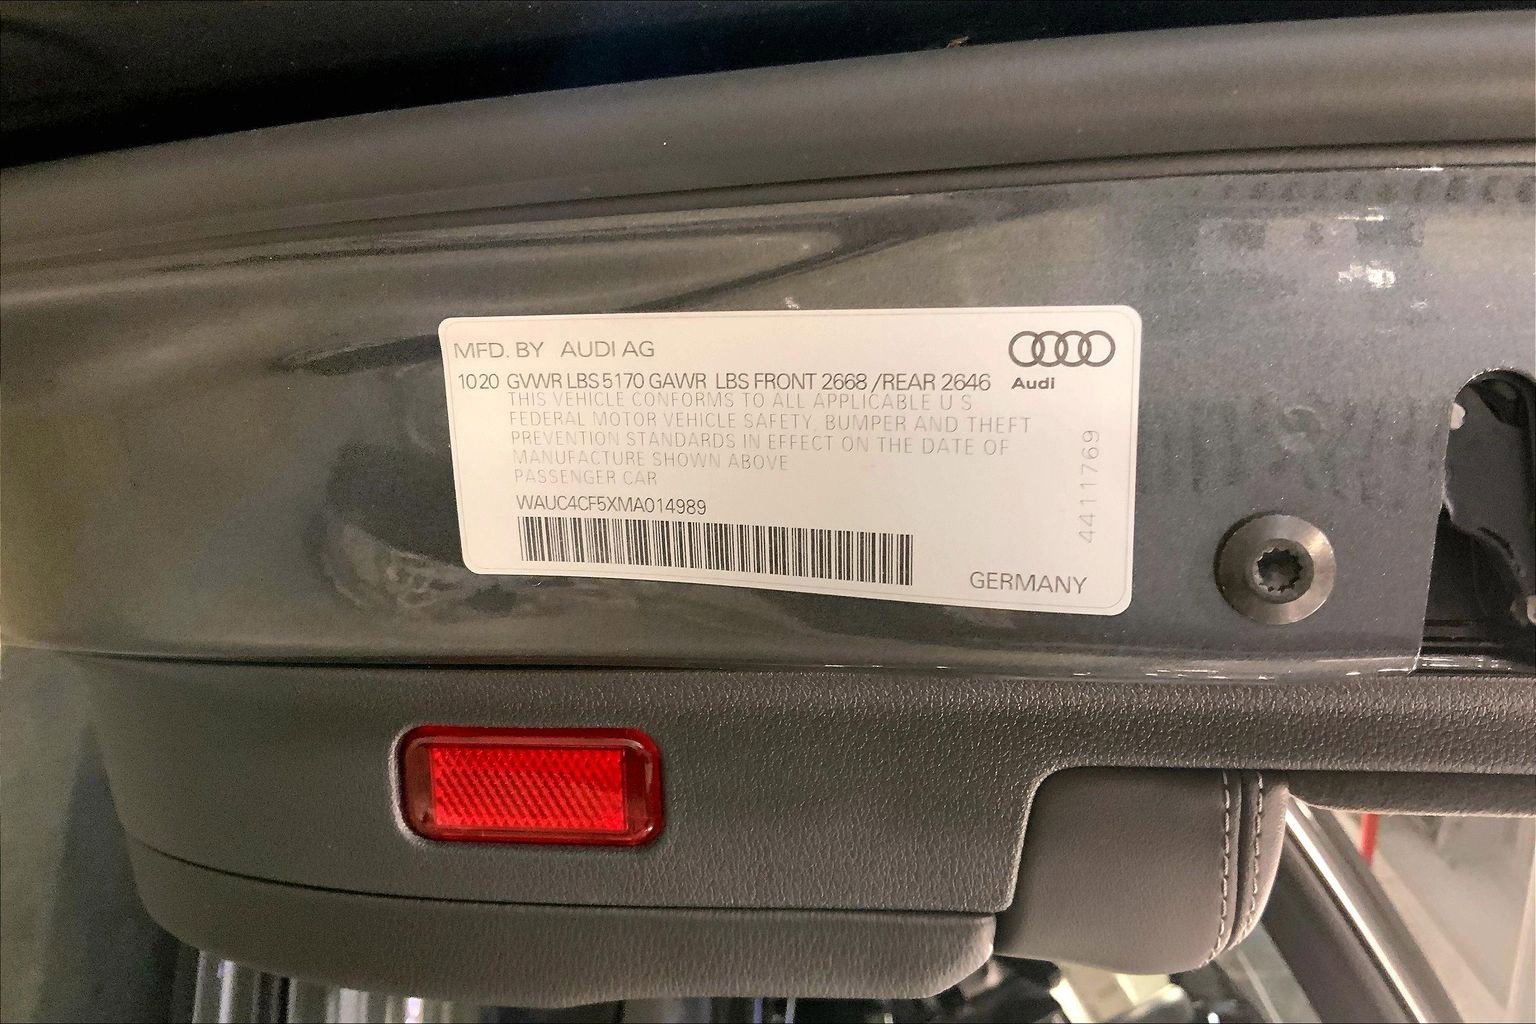 MFD. BY AUDI AG
1020 GVWR LBS 5170 GAWR LBS FRONT 2668 /REAR 2646
Audi
THIS VEHICLE CONFORMS TO ALL APPLICABLE U S
FEDERAL MOTOR VEHICLE SAFETY, BUMPER AND THEFT
PREVENTION STANDARDS IN EFFECT ON THE DATE OF
MANUFACTURE SHOWN ABOVE
PASSENGER CAR
WAUC4CF5XMA014989
4411769
GERMANY